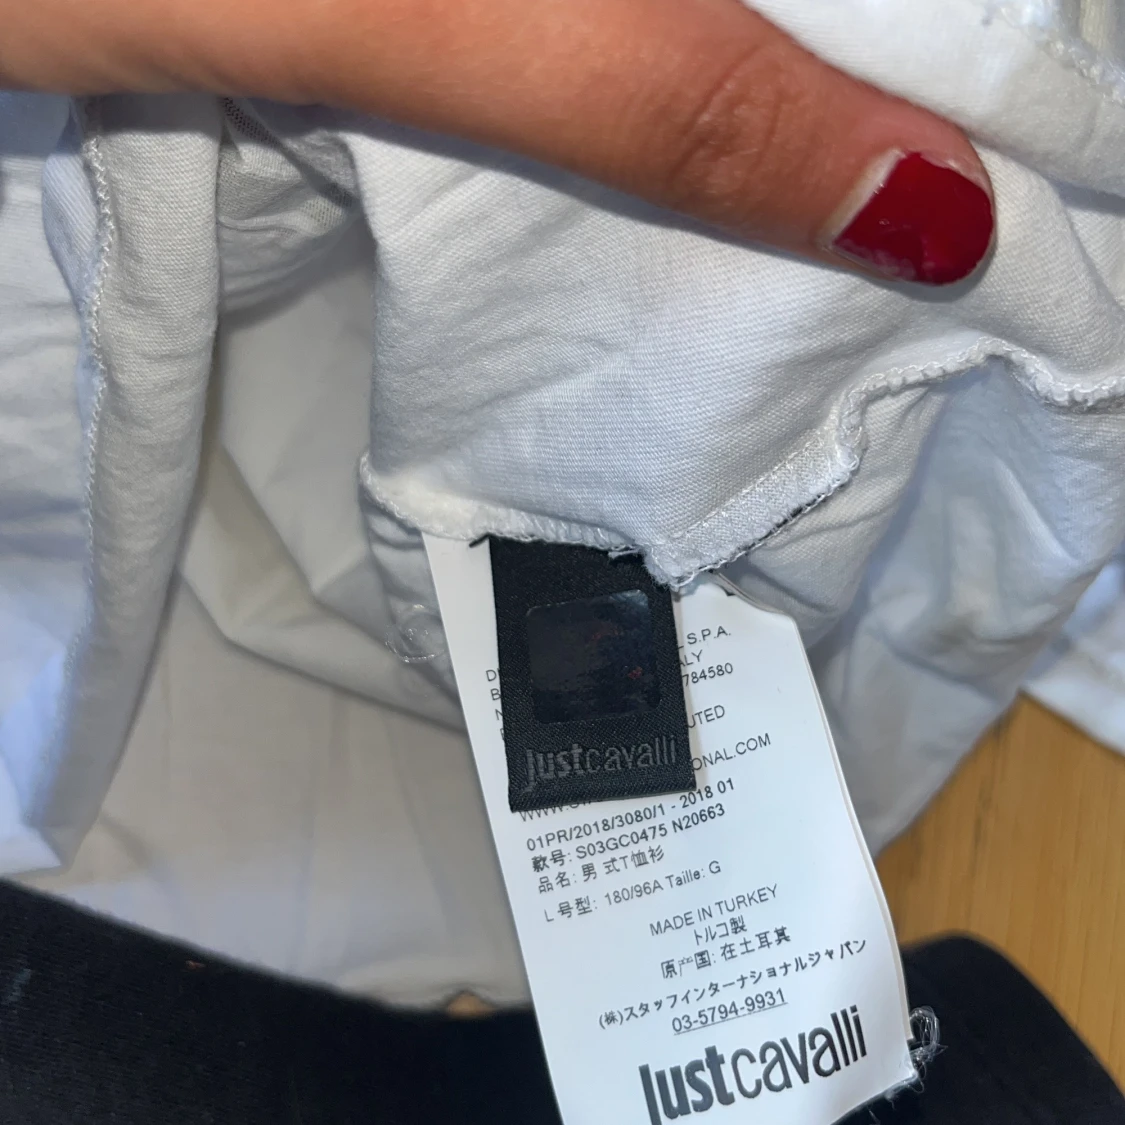 T S.P.A.
ALY
784580
UTED
ONAL.COM
justcavalli
WWW.
01PR/2018/3080/1 - 2018 01
款号: S03GC0475 N20663
品名: 男 式T恤衫
L 号型: 180/96A Taille: G
MADE IN TURKEY
トルコ製
原产国: 在土耳其
(株)スタッフインターナショナルジャパン
03-5794-9931
justcavalli